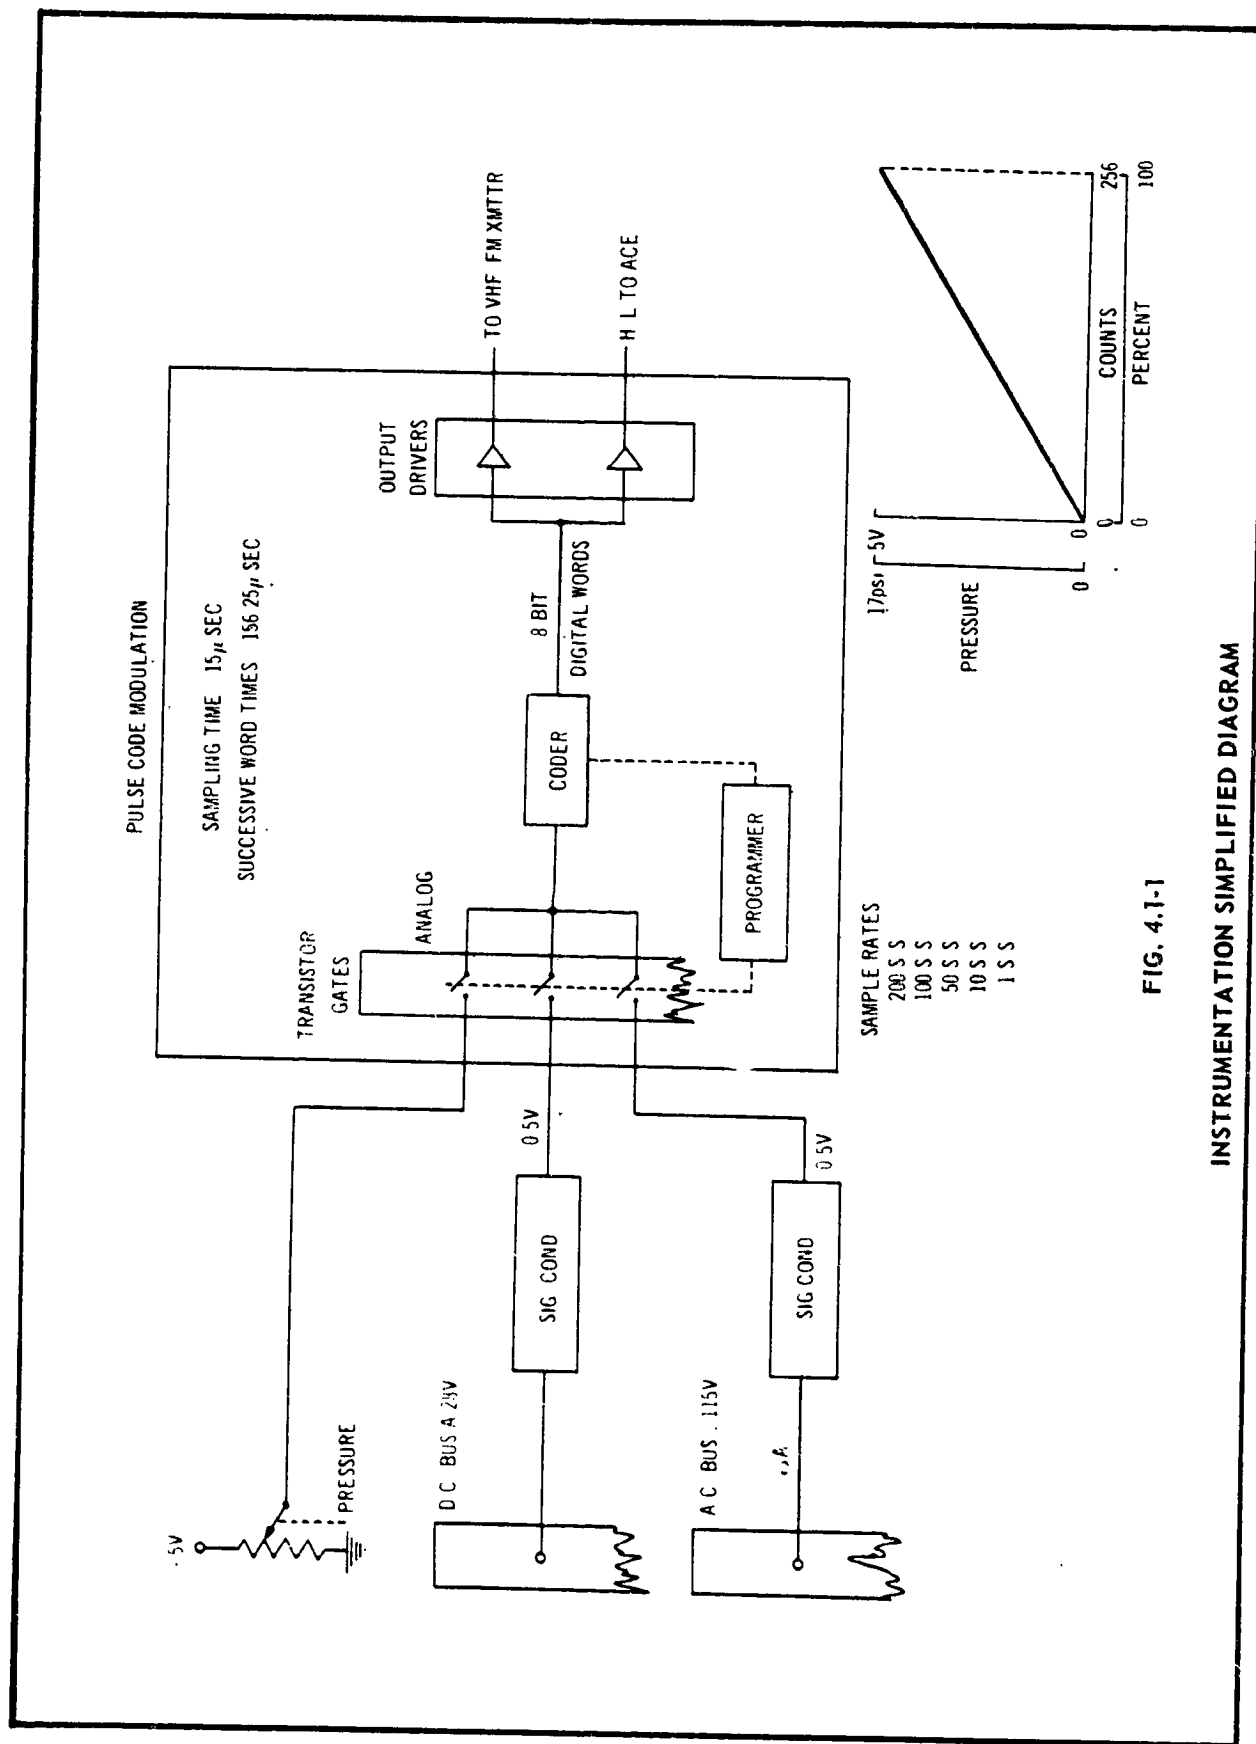 PULSE CODE MODULATION
SAMPLING TIME 15μ SEC
SUCCESSIVE WORD TIMES 156 25μ SEC
TRANSISTOR
GATES
ANALOG
CODER
8 BIT
DIGITAL WORDS
OUTPUT
DRIVERS
TO VHF FM XMTTR
H L TO ACE
PROGRAMMER
5V
PRESSURE
D C BUS A 28V
SIG COND
0 5V
A C BUS . 115V
SIG COND
0 5V
SAMPLE RATES
200 S S
100 S S
50 S S
10 S S
1 S S
17psi 5V
PRESSURE
0 0
0 COUNTS 256
0 PERCENT 100
FIG. 4.1-1
INSTRUMENTATION SIMPLIFIED DIAGRAM